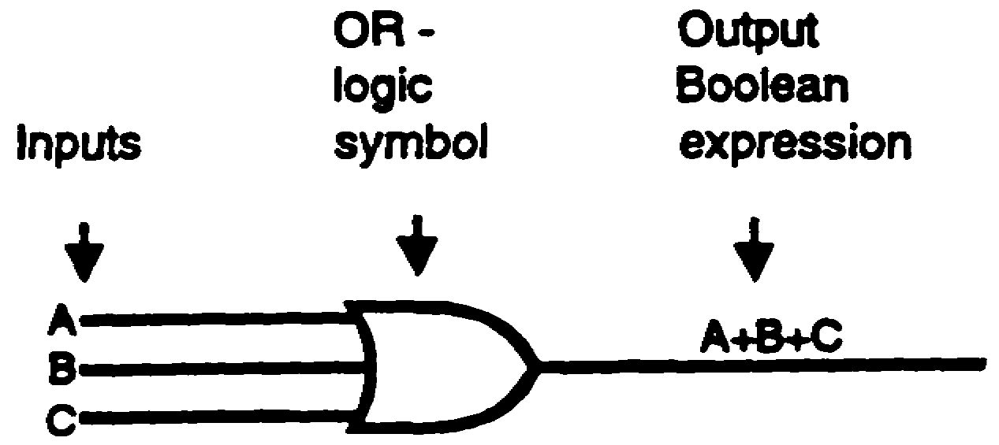 Inputs
OR -
logic
symbol
Output
Boolean
expression
A
B
C
A+B+C